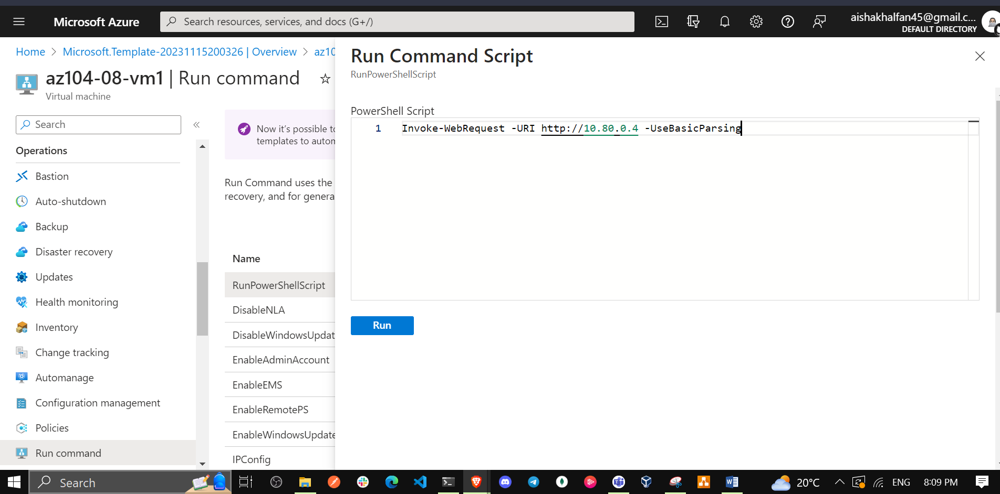 Microsoft Azure
Search resources, services, and docs (G+/)
aishakhalfan45@gmail.c...
DEFAULT DIRECTORY
Home > Microsoft.Template-20231115200326 | Overview > az10
az104-08-vm1 | Run command
Virtual machine
Search
Operations
Bastion
Auto-shutdown
Backup
Disaster recovery
Updates
Health monitoring
Inventory
Change tracking
Automanage
Configuration management
Policies
Run command
Now it's possible to
templates to autom
Run Command uses the
recovery, and for genera
Name
RunPowerShellScript
DisableNLA
DisableWindowsUpdat
EnableAdminAccount
EnableEMS
EnableRemotePS
EnableWindowsUpdate
IPConfig
Run Command Script
RunPowerShellScript
PowerShell Script
1 Invoke-WebRequest -URI http://10.80.0.4 -UseBasicParsing
Run
Search
20°C
ENG
8:09 PM